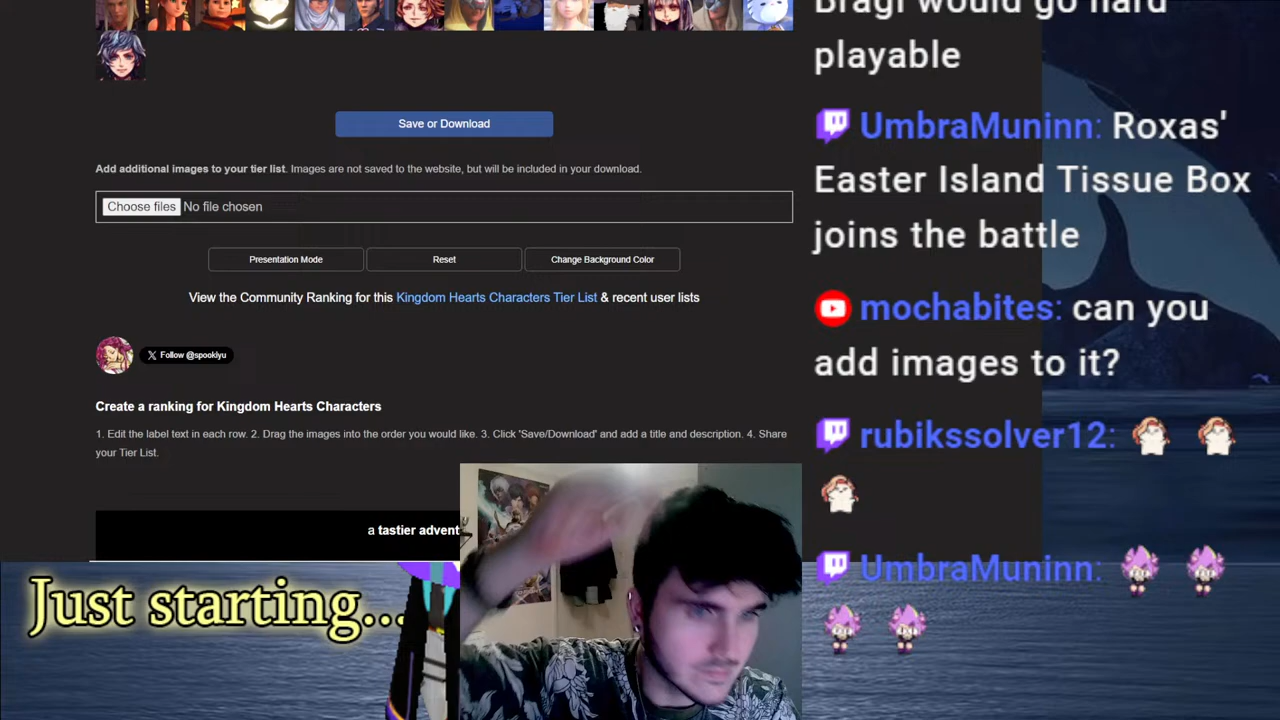 Bragi would go hard
playable
UmbraMuninn: Roxas'
Easter Island Tissue Box
joins the battle
mochabites: can you
add images to it?
rubikssolver12:
UmbraMuninn:
Save or Download
Add additional images to your tier list. Images are not saved to the website, but will be included in your download.
Choose files No file chosen
Presentation Mode
Reset
Change Background Color
View the Community Ranking for this Kingdom Hearts Characters Tier List & recent user lists
Follow @spookiyu
Create a ranking for Kingdom Hearts Characters
1. Edit the label text in each row. 2. Drag the images into the order you would like. 3. Click 'Save/Download' and add a title and description. 4. Share
your Tier List.
a tastier advent
Just starting...